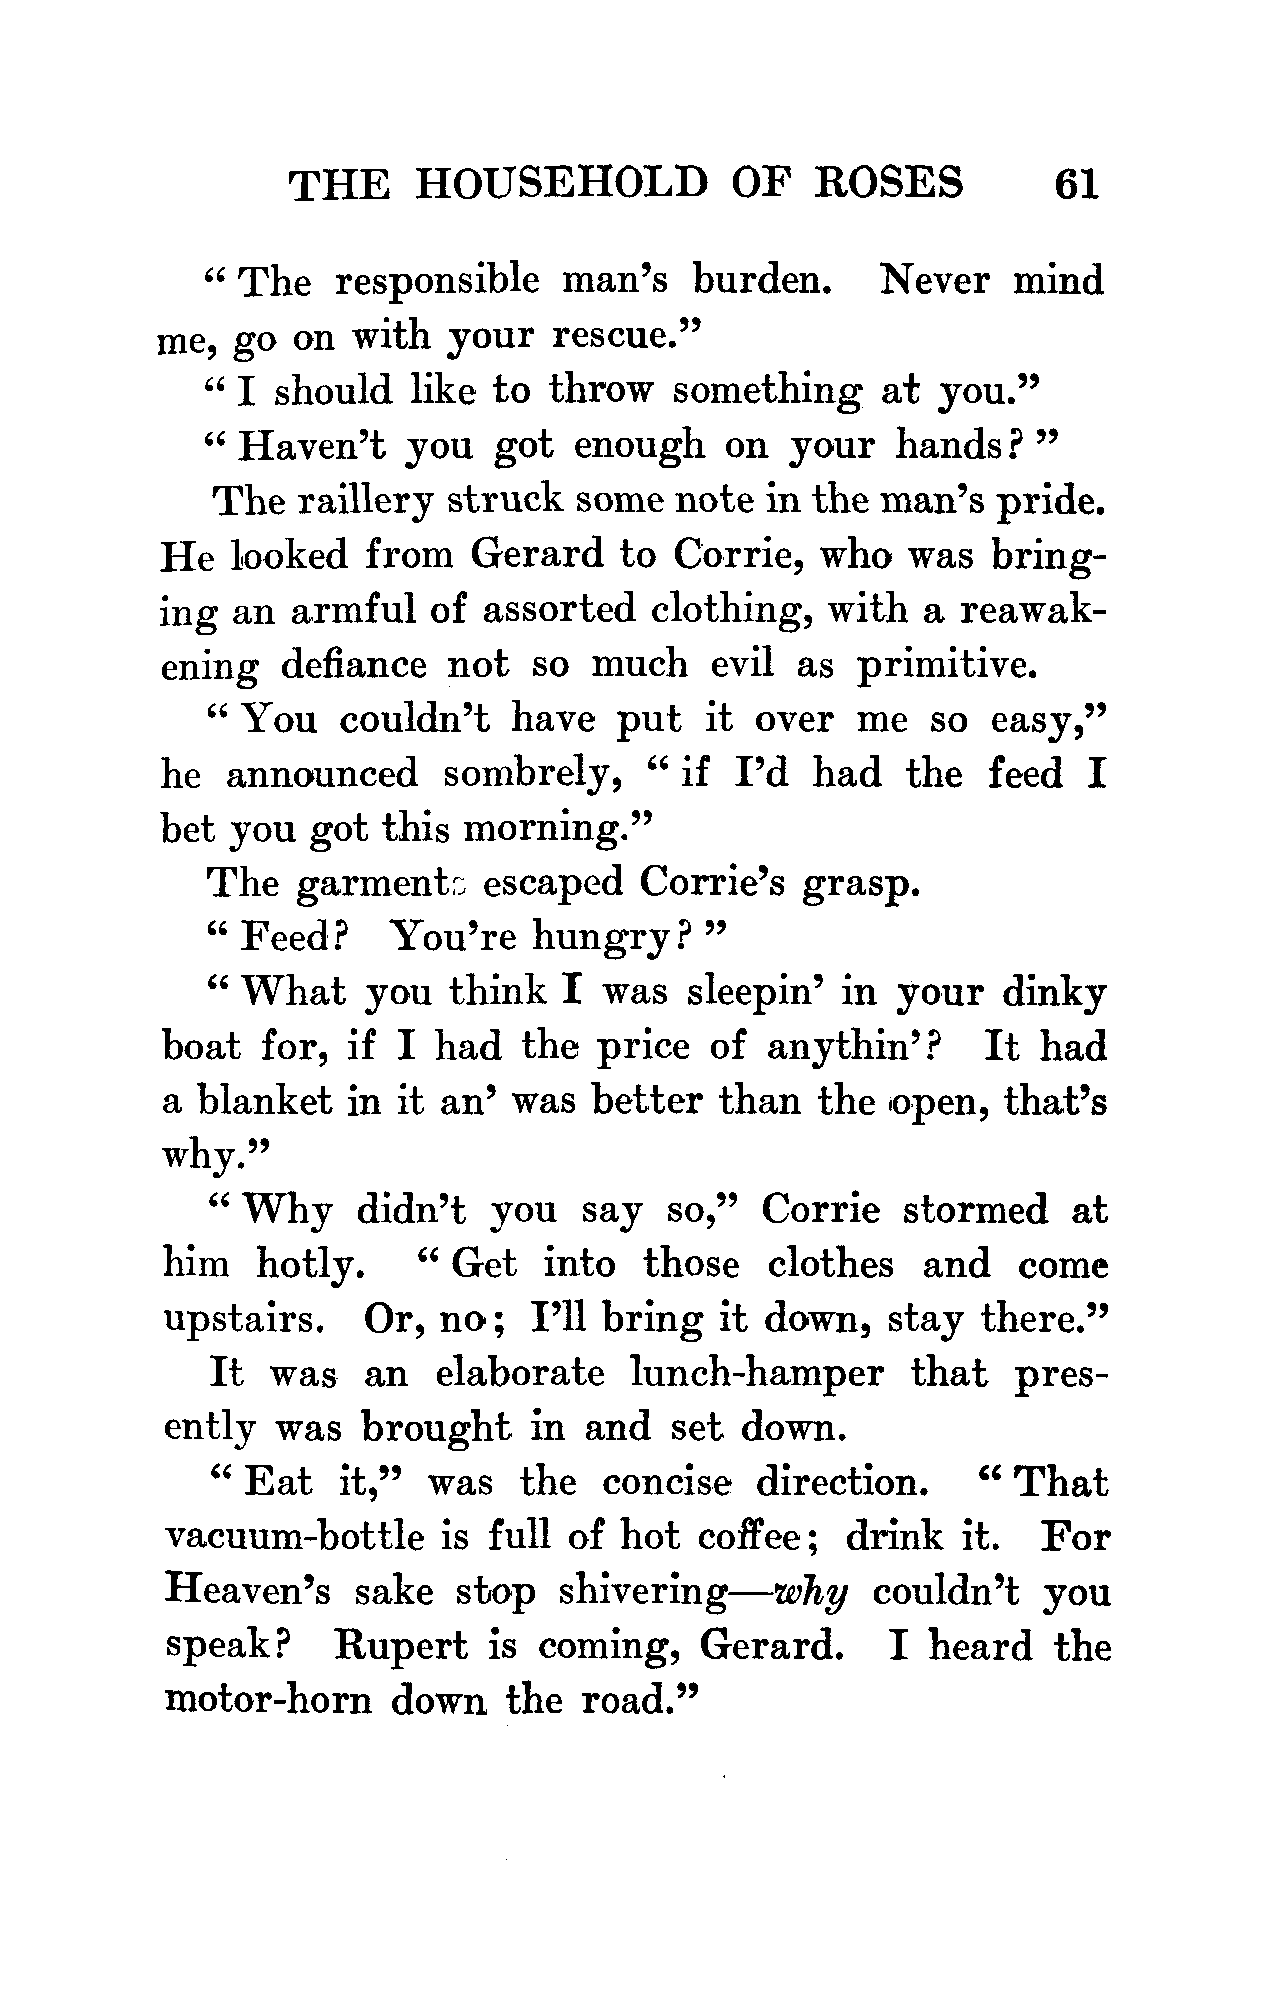 THE HOUSEHOLD OF ROSES 61
“ The responsible man’s burden. Never mind
me, go on with your rescue.”
“ I should like to throw something at you.”
“ Haven’t you got enough on your hands? ”
The raillery struck some note in the man’s pride.
He looked from Gerard to Corrie, who was bring-
ing an armful of assorted clothing, with a reawak-
ening defiance not so much evil as primitive.
“ You couldn’t have put it over me so easy,”
he announced sombrely, “ if I’d had the feed I
bet you got this morning.”
The garments escaped Corrie’s grasp.
“ Feed? You’re hungry? ”
“ What you think I was sleepin’ in your dinky
boat for, if I had the price of anythin’? It had
a blanket in it an’ was better than the open, that’s
why.”
“ Why didn’t you say so,” Corrie stormed at
him hotly. “ Get into those clothes and come
upstairs. Or, no; I’ll bring it down, stay there.”
It was an elaborate lunch-hamper that pres-
ently was brought in and set down.
“ Eat it,” was the concise direction. “ That
vacuum-bottle is full of hot coffee; drink it. For
Heaven’s sake stop shivering—why couldn’t you
speak? Rupert is coming, Gerard. I heard the
motor-horn down the road.”